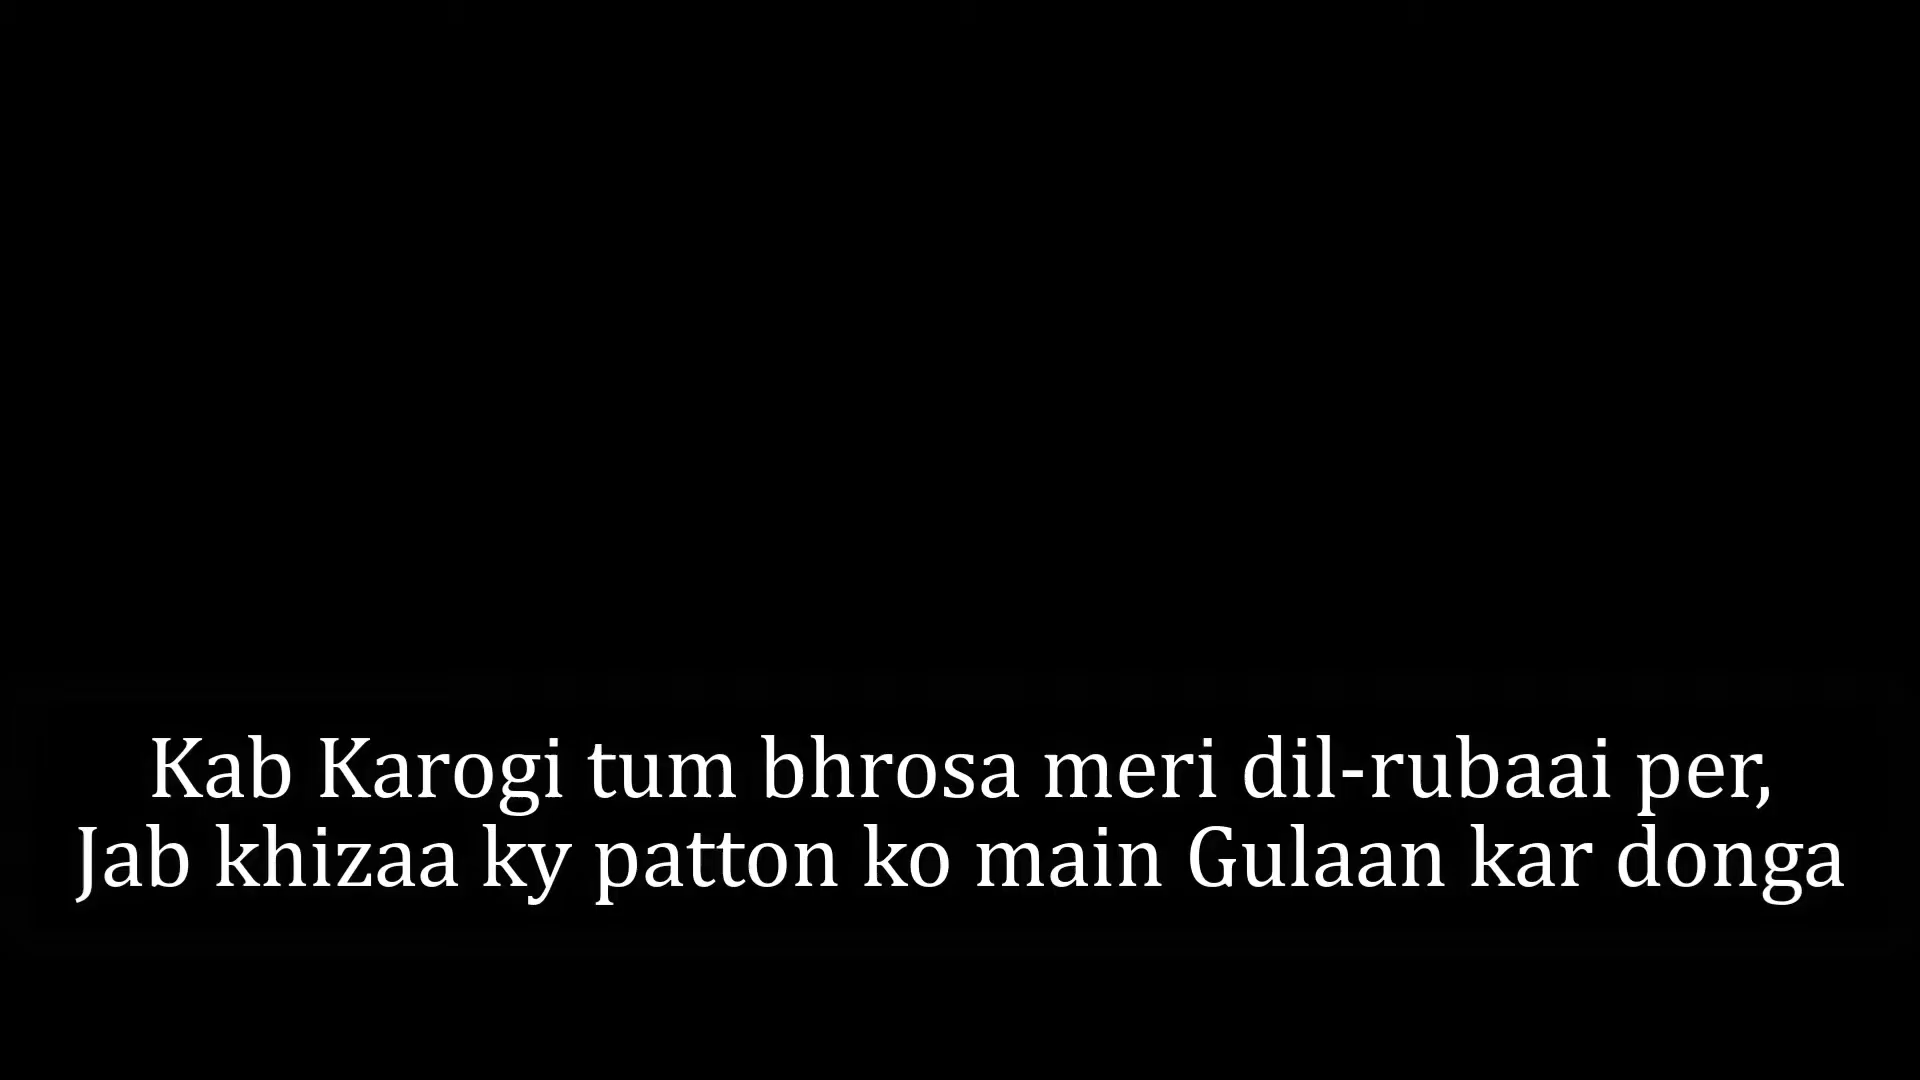 Kab Karogi tum bhrosa meri dil-rubaai per,
Jab khizaa ky patton ko main Gulaan kar donga